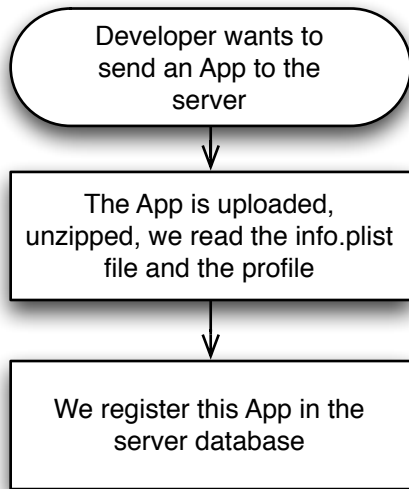 Developer wants to
send an App to the
server
The App is uploaded,
unzipped, we read the info.plist
file and the profile
We register this App in the
server database